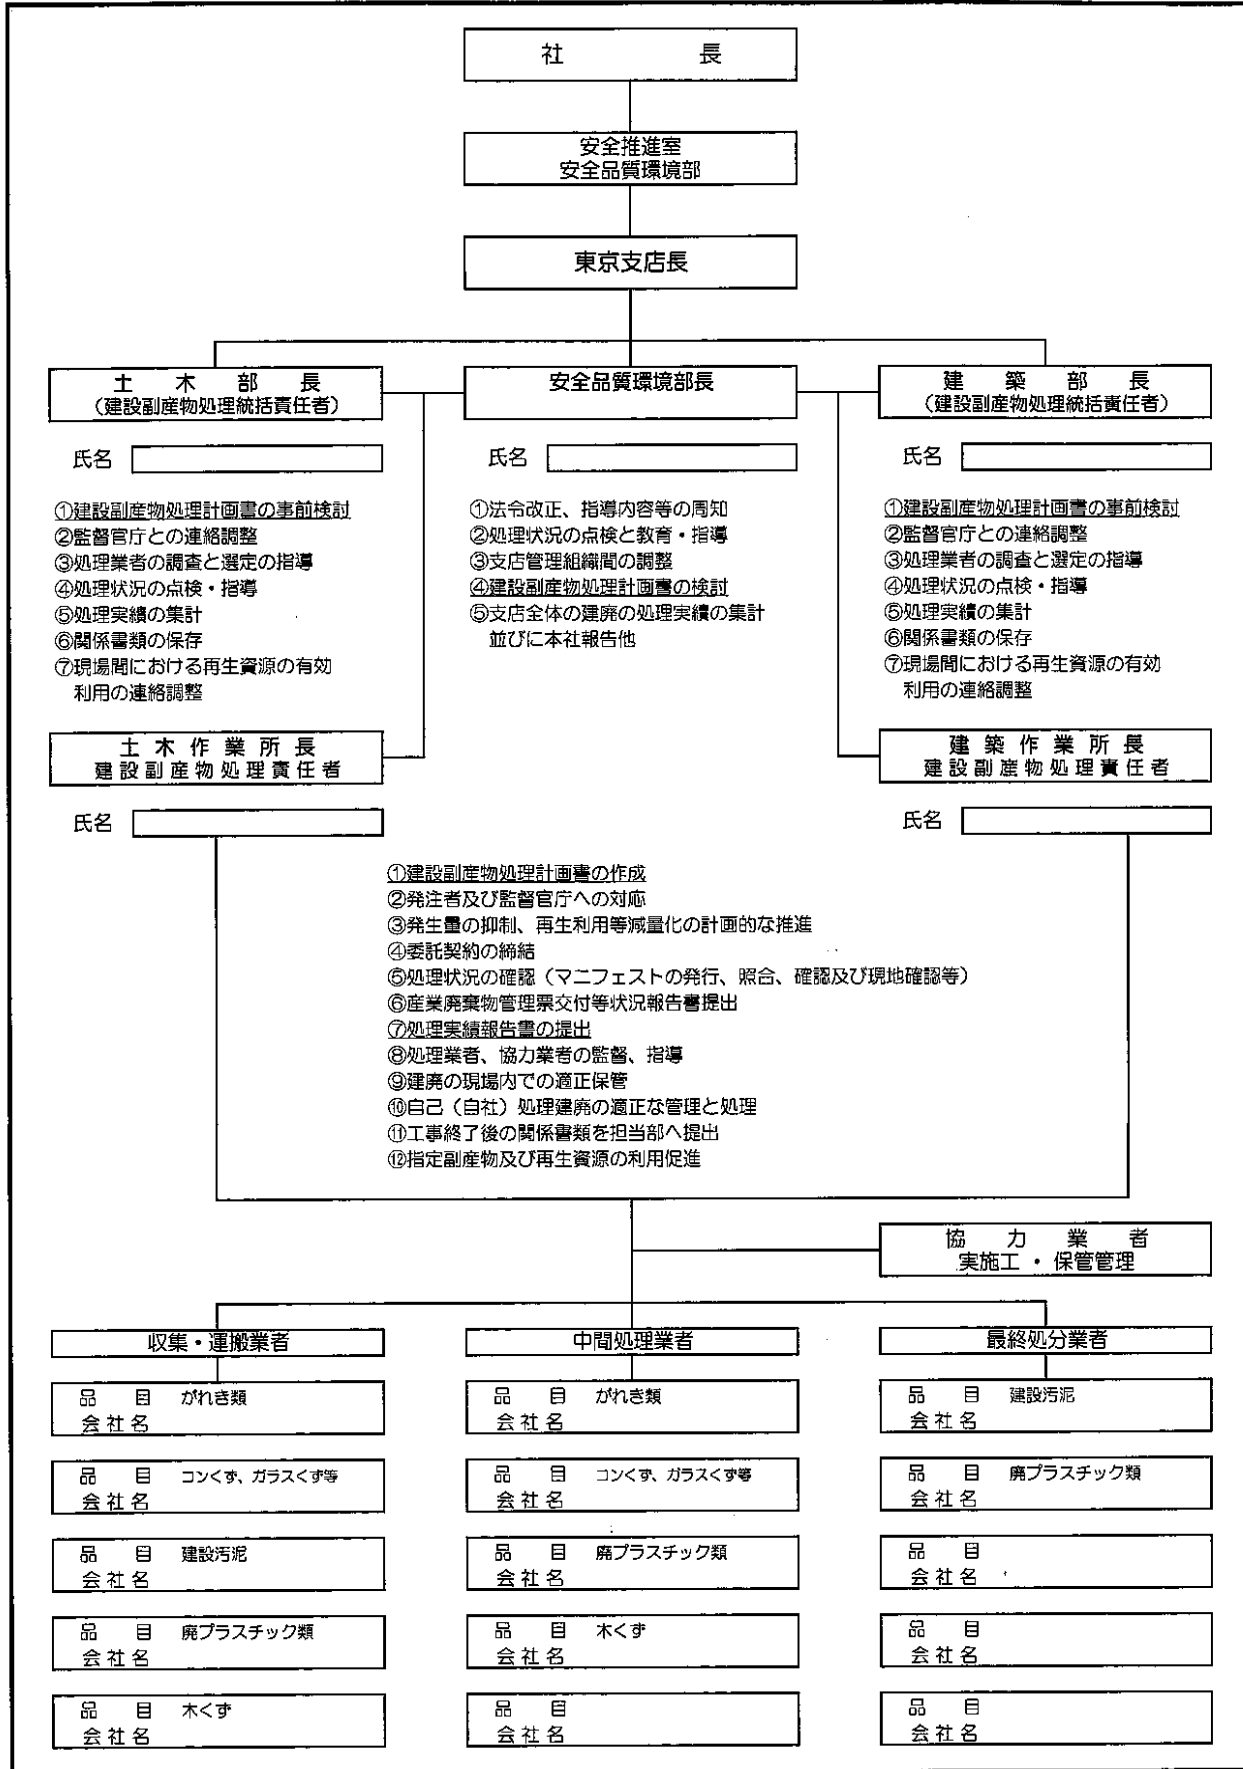 社長
安全推進室
安全品質環境部
東京支店長
土木部長
（建設副産物処理統括責任者）
氏名
①建設副産物処理計画書の事前検討
②監督官庁との連絡調整
③処理業者の調査と選定の指導
④処理状況の点検・指導
⑤処理実績の集計
⑥関係書類の保存
⑦現場間における再生資源の有効
利用の連絡調整
安全品質環境部長
氏名
①法令改正、指導内容等の周知
②処理状況の点検と教育・指導
③支店管理組織間の調整
④建設副産物処理計画書の検討
⑤支店全体の建廃の処理実績の集計
並びに本社報告他
建築部長
（建設副産物処理統括責任者）
氏名
①建設副産物処理計画書の事前検討
②監督官庁との連絡調整
③処理業者の調査と選定の指導
④処理状況の点検・指導
⑤処理実績の集計
⑥関係書類の保存
⑦現場間における再生資源の有効
利用の連絡調整
土木作業所長
建設副産物処理責任者
氏名
建築作業所長
建設副産物処理責任者
氏名
①建設副産物処理計画書の作成
②発注者及び監督官庁への対応
③発生量の抑制、再生利用等減量化の計画的な推進
④委託契約の締結
⑤処理状況の確認（マニフェストの発行、照合、確認及び現地確認等）
⑥産業廃棄物管理票交付等状況報告書提出
⑦処理実績報告書の提出
⑧処理業者、協力業者の監督、指導
⑨建廃の現場内での適正保管
⑩自己（自社）処理建廃の適正な管理と処理
⑪工事終了後の関係書類を担当部へ提出
⑫指定副産物及び再生資源の利用促進
協力業者
実施工・保管管理
収集・運搬業者
品目 がれき類
会社名
品目 コンくず、ガラスくず等
会社名
品目 建設汚泥
会社名
品目 廃プラスチック類
会社名
品目 木くず
会社名
中間処理業者
品目 がれき類
会社名
品目 コンくず、ガラスくず等
会社名
品目 廃プラスチック類
会社名
品目 木くず
会社名
品目
会社名
最終処分業者
品目 建設汚泥
会社名
品目 廃プラスチック類
会社名
品目
会社名
品目
会社名
品目
会社名